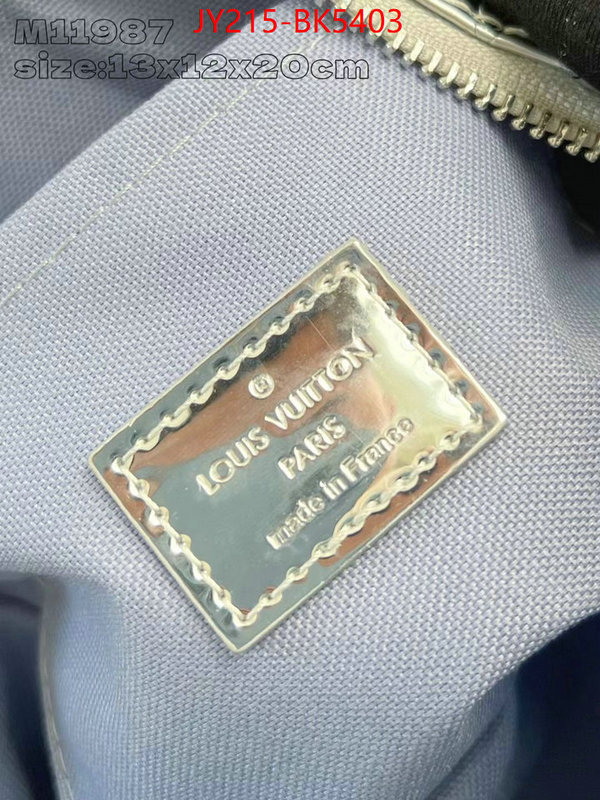 JY215-BK5403
M11987
size:13x12x20cm
®
LOUIS VUITTON
PARIS
made in France